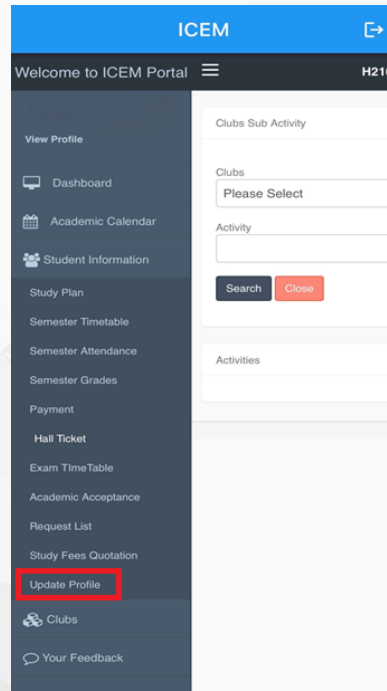 ICEM
Welcome to ICEM Portal
H210
View Profile
Dashboard
Academic Calendar
Student Information
Study Plan
Semester Timetable
Semester Attendance
Semester Grades
Payment
Hall Ticket
Exam TImeTable
Academic Acceptance
Request List
Study Fees Quotation
Update Profile
Clubs
Your Feedback
Clubs Sub Activity
Clubs
Please Select
Activity
Search Close
Activities